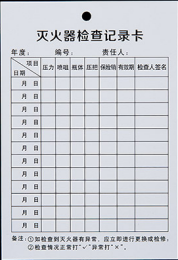 灭火器检查记录卡
年度： 编号： 责任人：
项目 日期 压力 喷咀 瓶体 压把 保险销 有效期 检查人签名
月 日
月 日
月 日
月 日
月 日
月 日
月 日
月 日
月 日
月 日
月 日
月 日
备注：①如检查到灭火器有异常，应立即进行更换或检修；
②检查情况正常打“✓”异常打“×”。